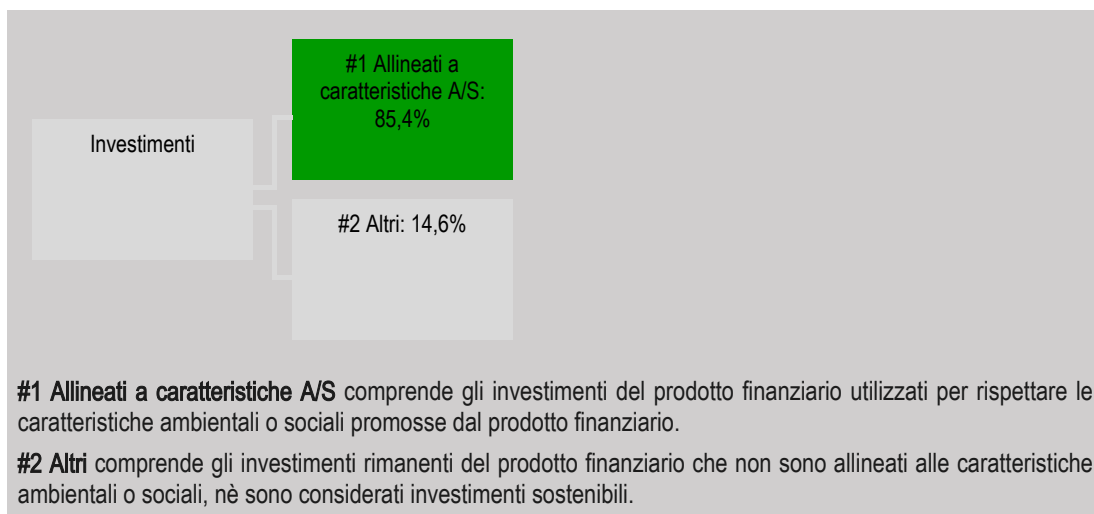 #1 Allineati a
caratteristiche A/S:
85,4%
Investimenti
#2 Altri: 14,6%
#1 Allineati a caratteristiche A/S comprende gli investimenti del prodotto finanziario utilizzati per rispettare le
caratteristiche ambientali o sociali promosse dal prodotto finanziario.
#2 Altri comprende gli investimenti rimanenti del prodotto finanziario che non sono allineati alle caratteristiche
ambientali o sociali, nè sono considerati investimenti sostenibili.